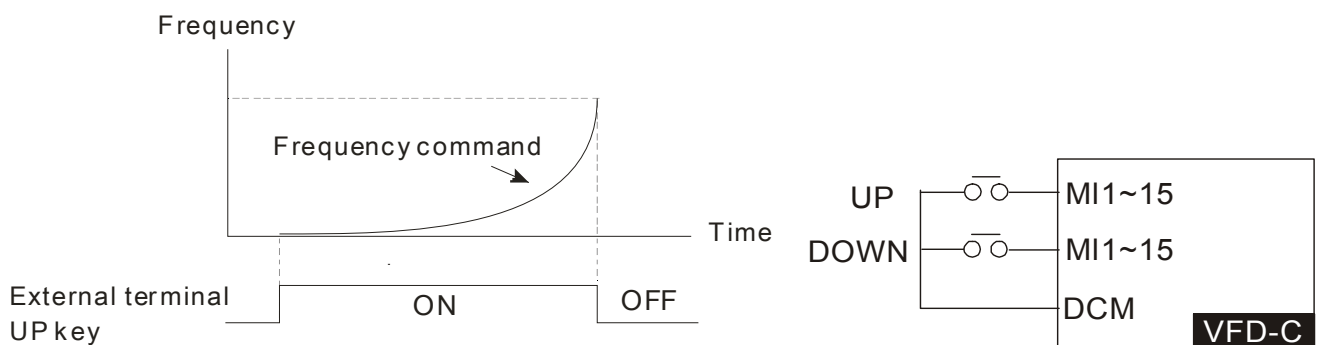 Frequency
Frequency command
Time
External terminal
UP key
ON
OFF
UP
DOWN
MI1~15
MI1~15
DCM
VFD-C